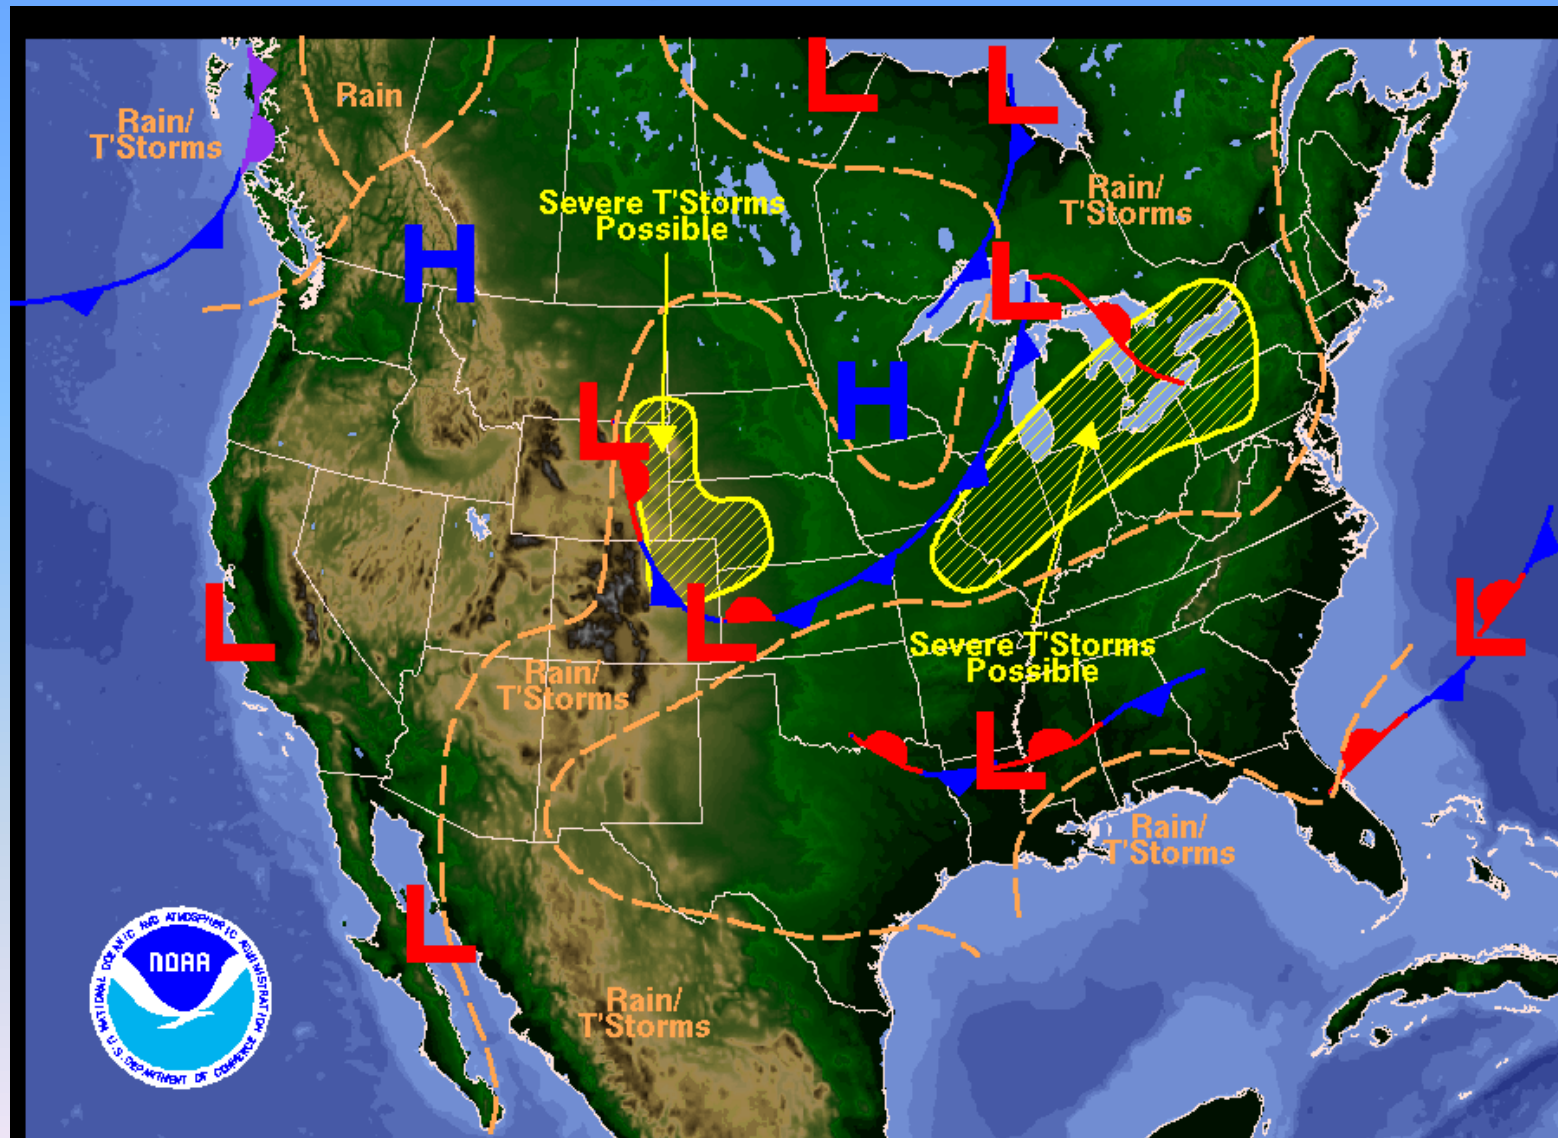 Rain
Rain/
T'Storms
L
L
Severe T'Storms
Possible
Rain/
T'Storms
H
L
H
L
L
L
L
Severe T'Storms
Possible
Rain/
T'Storms
L
L
Rain/
T'Storms
L
Rain/
T'Storms
NOAA
NATIONAL OCEANIC AND ATMOSPHERIC ADMINISTRATION
U.S. DEPARTMENT OF COMMERCE